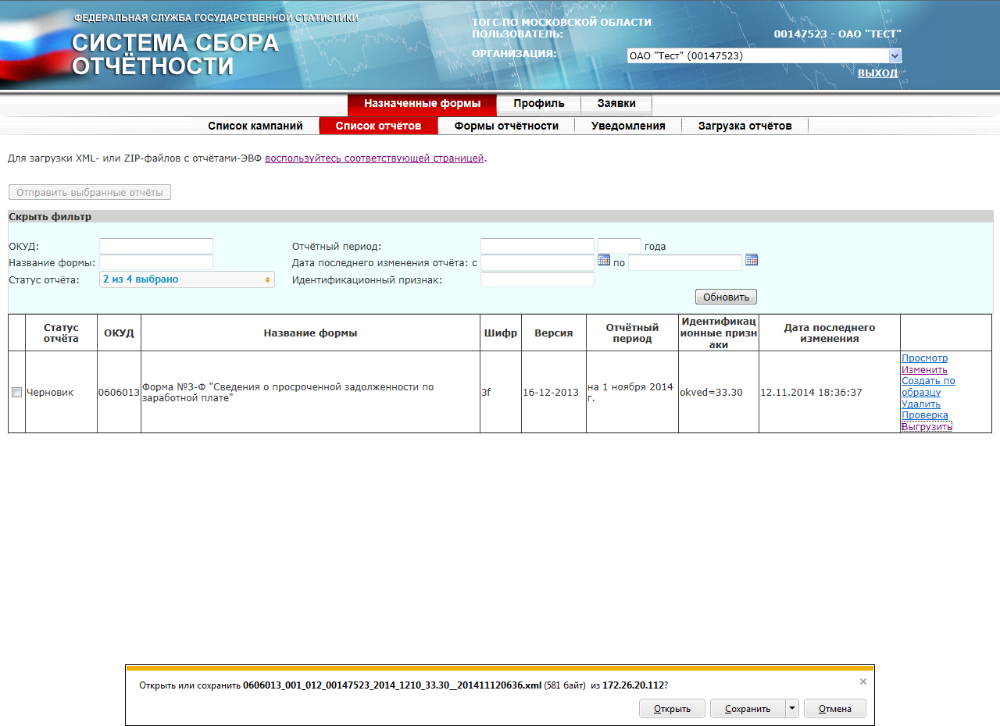 ФЕДЕРАЛЬНАЯ СЛУЖБА ГОСУДАРСТВЕННОЙ СТАТИСТИКИ
СИСТЕМА СБОРА
ОТЧЁТНОСТИ
ТОГС ПО МОСКОВСКОЙ ОБЛАСТИ
ПОЛЬЗОВАТЕЛЬ: 00147523 - ОАО "ТЕСТ"
ОРГАНИЗАЦИЯ: ОАО "Тест" (00147523)
ВЫХОД
Назначенные формы Профиль Заявки
Список кампаний Список отчётов Формы отчётности Уведомления Загрузка отчётов
Для загрузки XML- или ZIP-файлов с отчётами-ЭВФ воспользуйтесь соответствующей страницей.
Отправить выбранные отчёты
Скрыть фильтр
ОКУД: Отчётный период: года
Название формы: Дата последнего изменения отчёта: с по
Статус отчёта: 2 из 4 выбрано Идентификационный признак:
Обновить
Статус
отчёта
ОКУД
Название формы
Шифр
Версия
Отчётный
период
Идентификац
ионные призн
аки
Дата последнего
изменения
Черновик
0606013
Форма №3-Ф "Сведения о просроченной задолженности по
заработной плате"
3f
16-12-2013
на 1 ноября 2014
г.
okved=33.30
12.11.2014 18:36:37
Просмотр
Изменить
Создать по
образцу
Удалить
Проверка
Выгрузить
Открыть или сохранить 0606013_001_012_00147523_2014_1210_33.30__201411120636.xml (581 байт) из 172.26.20.112?
Открыть Сохранить Отмена